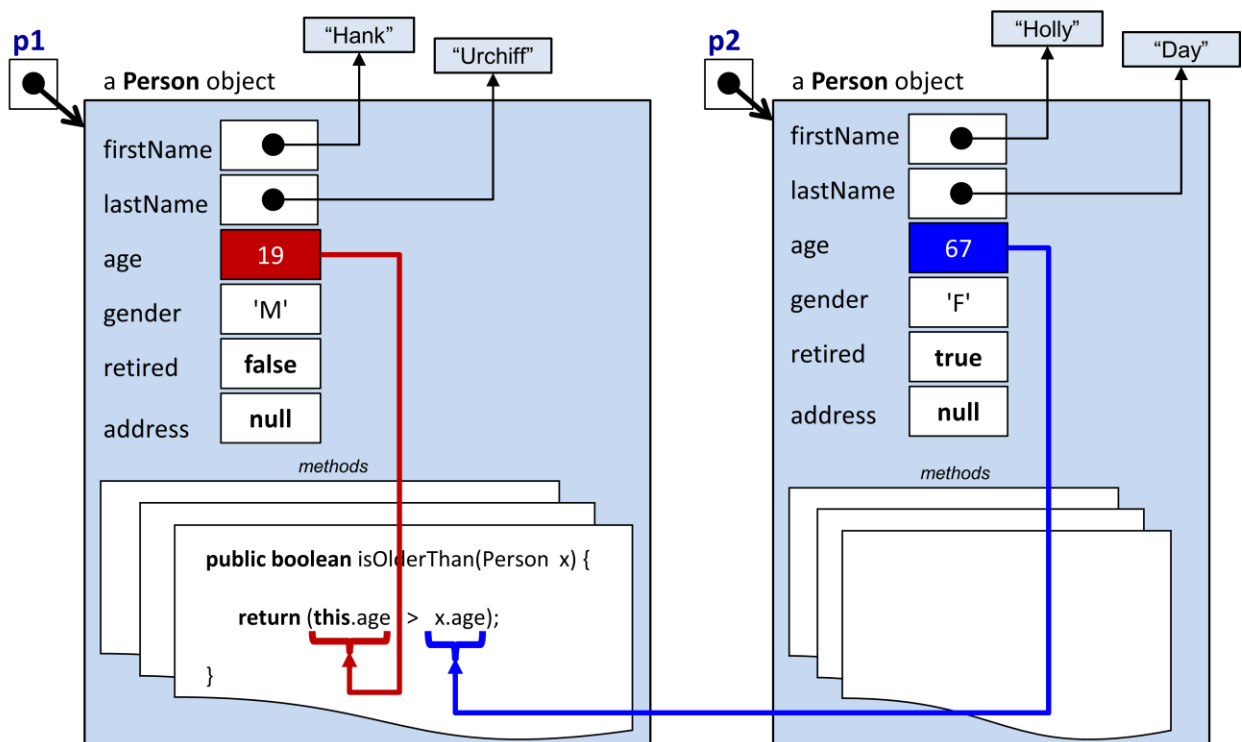 p1
"Hank"
"Urchiff"
a Person object
firstName
lastName
age
19
gender
'M'
retired
false
address
null
methods
public boolean isOlderThan(Person x) {
return (this.age > x.age);
}
p2
“Holly”
“Day”
a Person object
firstName
lastName
age
67
gender
'F'
retired
true
address
null
methods